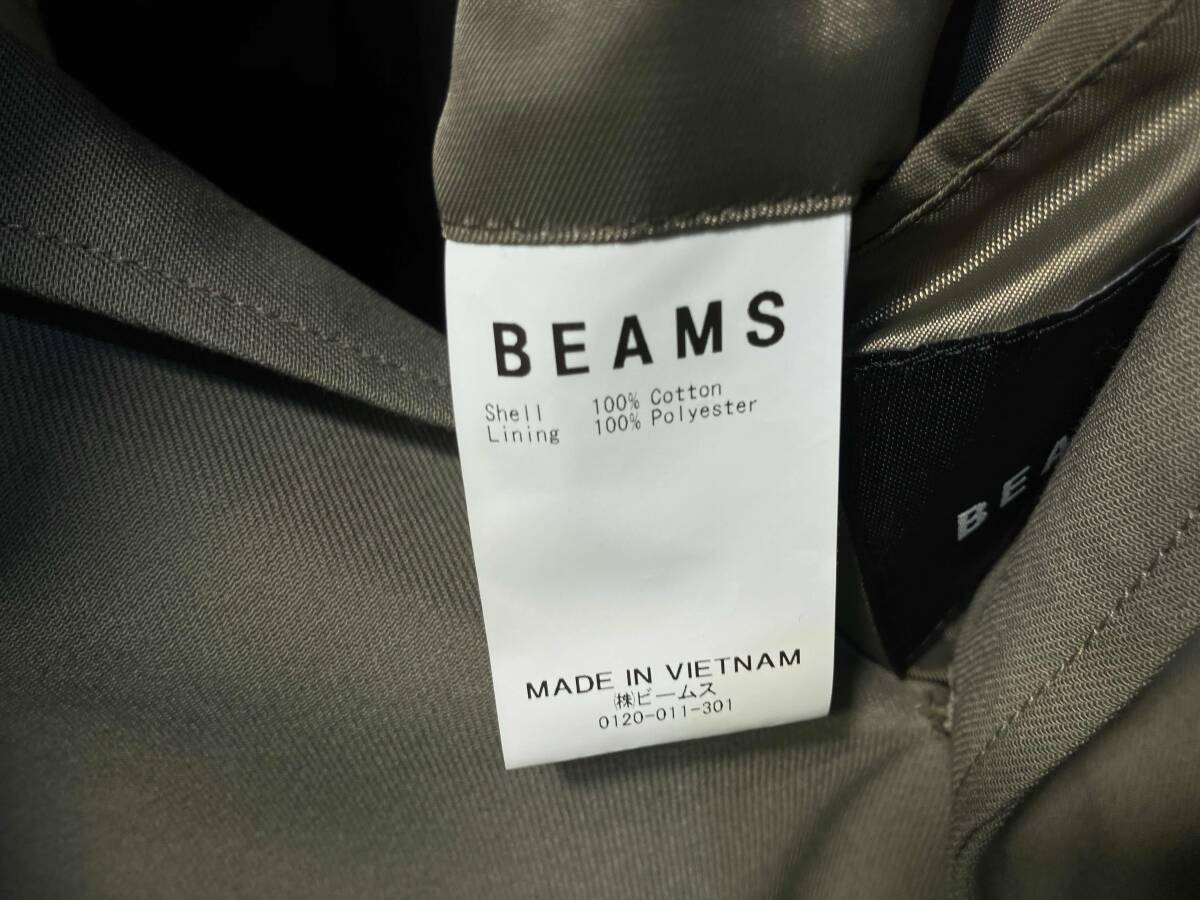 BEAMS
Shell 100% Cotton
Lining 100% Polyester
MADE IN VIETNAM
㈱ビームス
0120-011-301
BEA